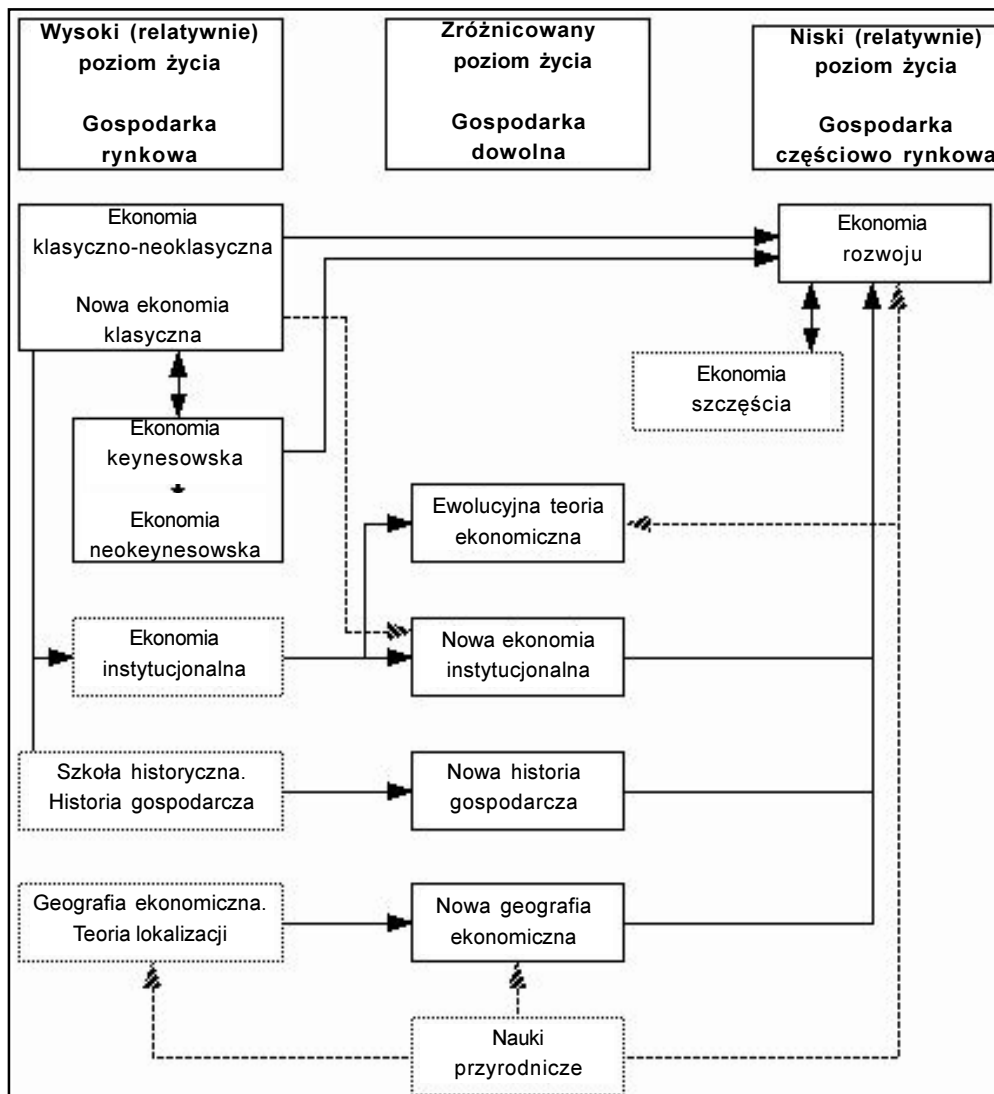 Wysoki (relatywnie)
poziom życia
Gospodarka
rynkowa
Zróżnicowany
poziom życia
Gospodarka
dowolna
Niski (relatywnie)
poziom życia
Gospodarka
częściowo rynkowa
Ekonomia
klasyczno-neoklasyczna
Nowa ekonomia
klasyczna
Ekonomia
rozwoju
Ekonomia
szczęścia
Ekonomia
keynesowska
Ekonomia
neokeynesowska
Ewolucyjna teoria
ekonomiczna
Ekonomia
instytucjonalna
Nowa ekonomia
instytucjonalna
Szkoła historyczna.
Historia gospodarcza
Nowa historia
gospodarcza
Geografia ekonomiczna.
Teoria lokalizacji
Nowa geografia
ekonomiczna
Nauki
przyrodnicze